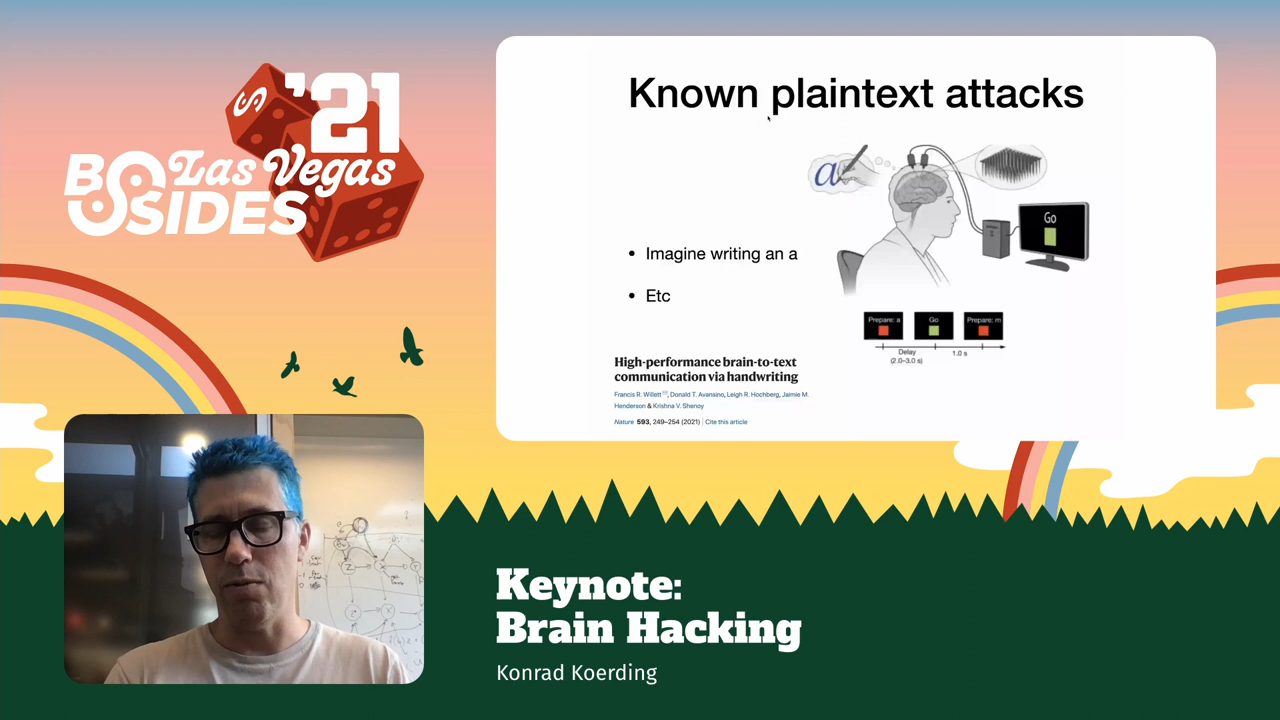 ’21
BSIDES
Las Vegas
Known plaintext attacks
a
Go
• Imagine writing an a
• Etc
Prepare: a
Go
Prepare: m
Delay
(2.0–3.0 s)
1.0 s
High-performance brain-to-text
communication via handwriting
Francis R. Willett, Donald T. Avansino, Leigh R. Hochberg, Jaimie M.
Henderson & Krishna V. Shenoy
Nature 593, 249–254 (2021) | Cite this article
Keynote:
Brain Hacking
Konrad Koerding